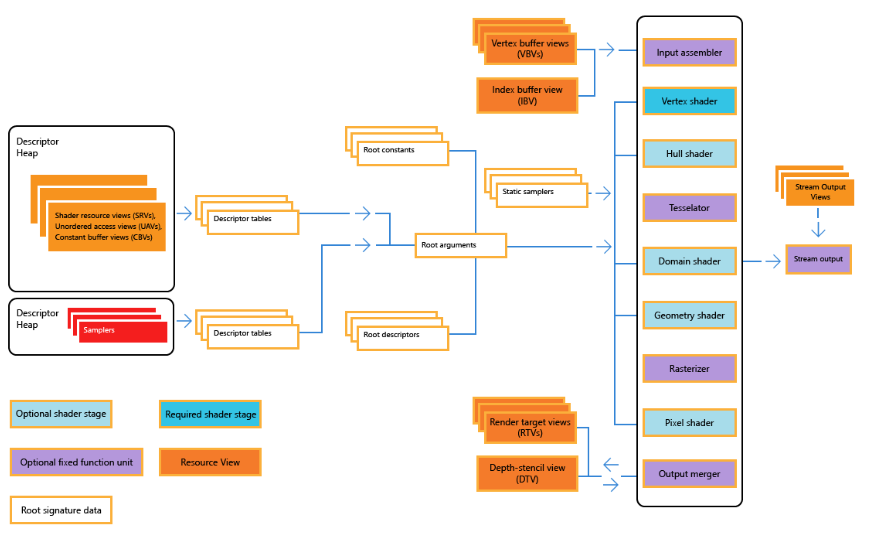 Vertex buffer views
(VBVs)
Index buffer view
(IBV)
Input assembler
Vertex shader
Hull shader
Tesselator
Domain shader
Geometry shader
Rasterizer
Pixel shader
Output merger
Stream Output
Views
Stream output
Descriptor
Heap
Shader resource views (SRVs),
Unordered access views (UAVs),
Constant buffer views (CBVs)
Descriptor tables
Root constants
Static samplers
Root arguments
Descriptor
Heap
Samplers
Descriptor tables
Root descriptors
Render target views
(RTVs)
Depth-stencil view
(DTV)
Optional shader stage
Required shader stage
Optional fixed function unit
Resource View
Root signature data